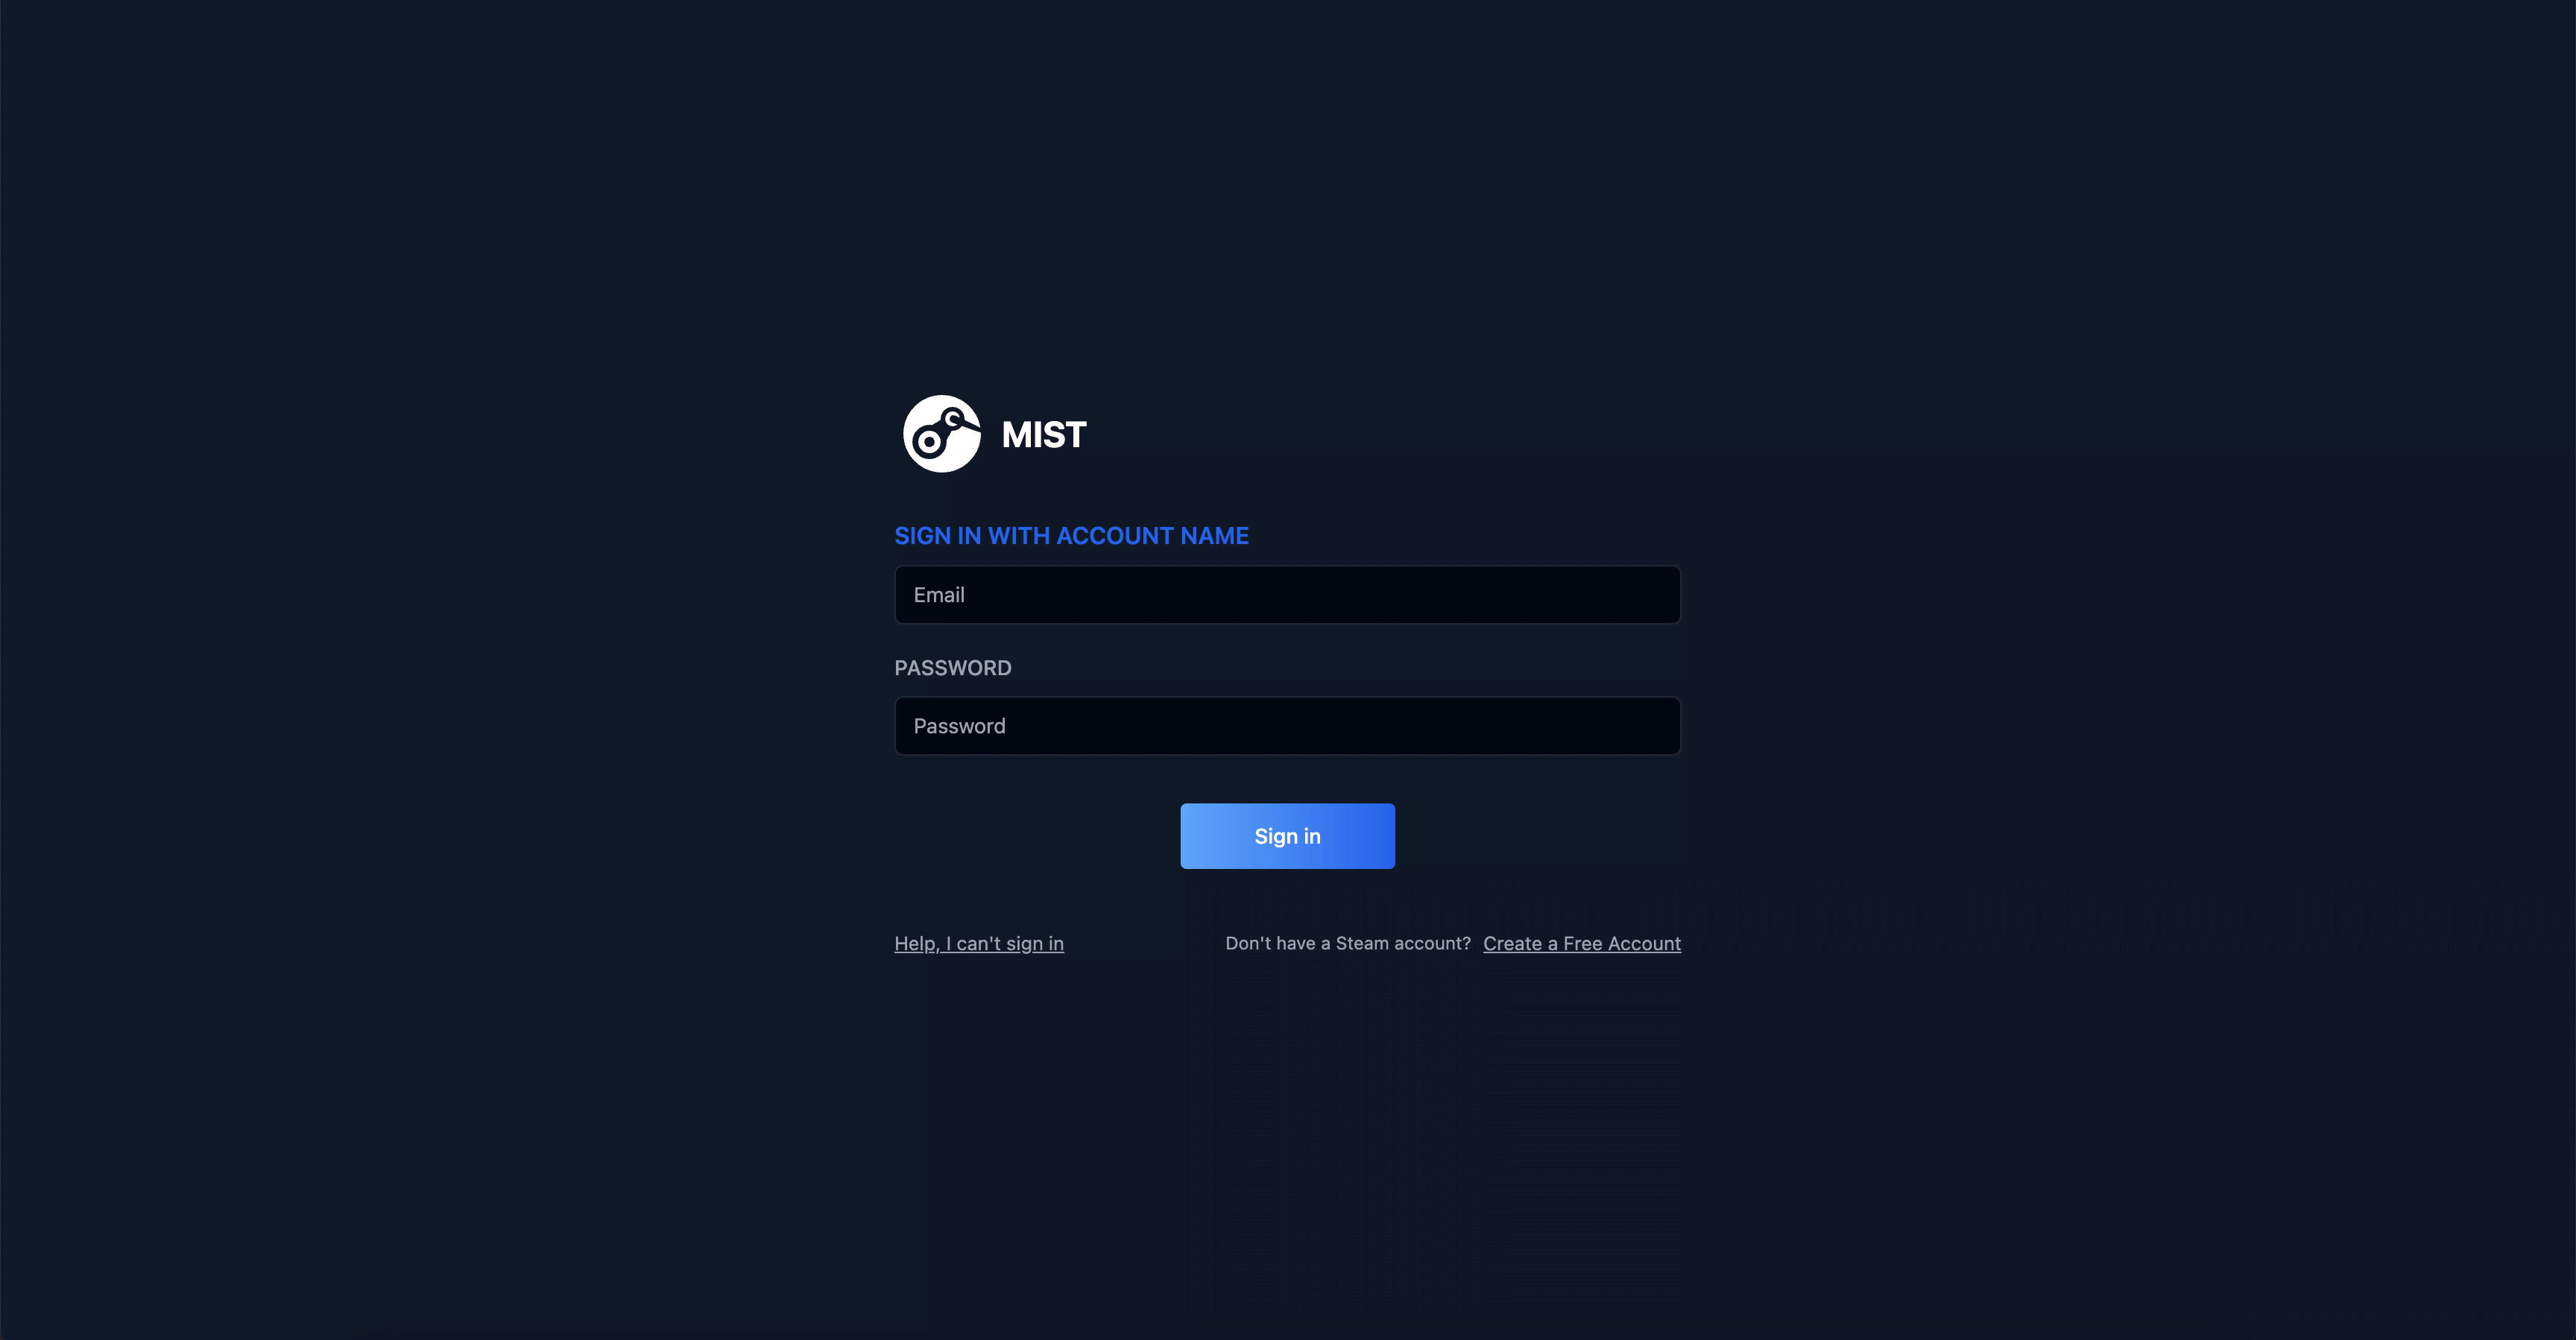 MIST
SIGN IN WITH ACCOUNT NAME
Email
PASSWORD
Password
Sign in
Help, I can't sign in
Don't have a Steam account? Create a Free Account